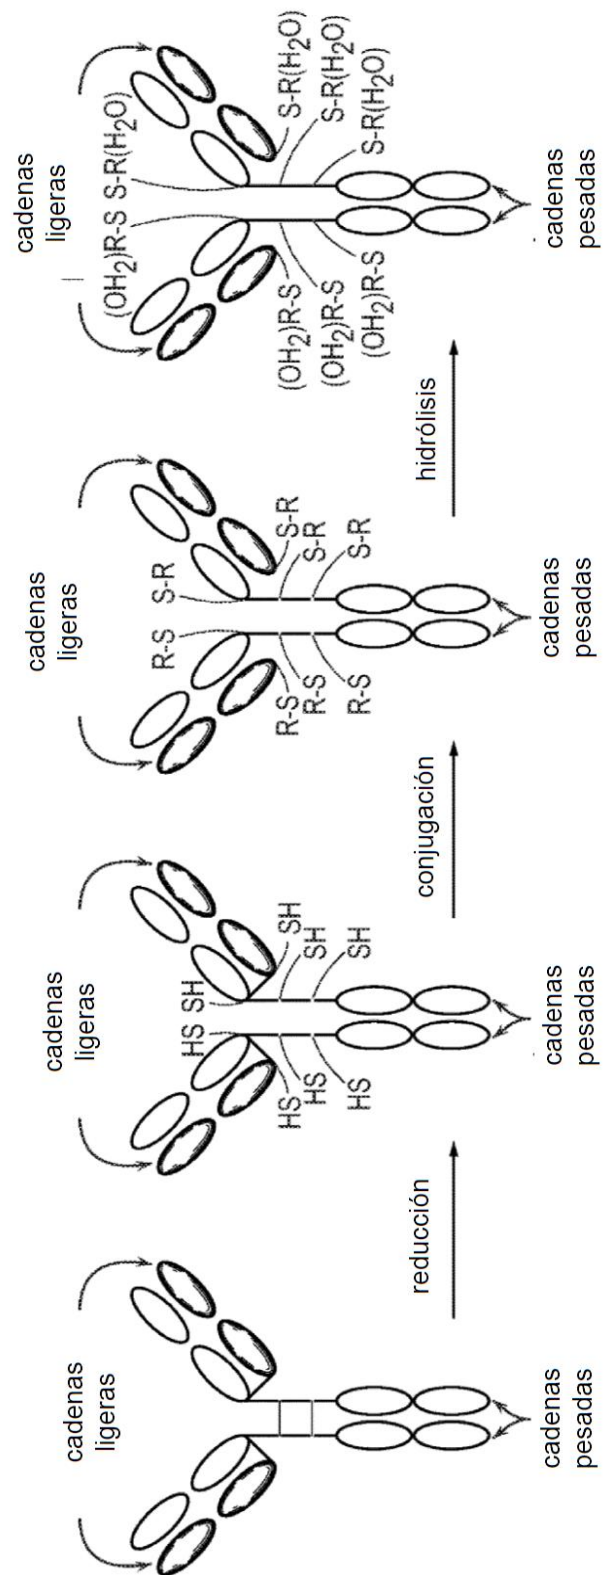 cadenas
ligeras
cadenas
pesadas
reducción
cadenas
ligeras
HS SH
HS SH
HS SH
HS SH
cadenas
pesadas
conjugación
cadenas
ligeras
R-S S-R
R-S S-R
R-S S-R
R-S S-R
cadenas
pesadas
hidrólisis
cadenas
ligeras
(OH2)R-S S-R(H2O)
(OH2)R-S S-R(H2O)
(OH2)R-S S-R(H2O)
(OH2)R-S S-R(H2O)
cadenas
pesadas